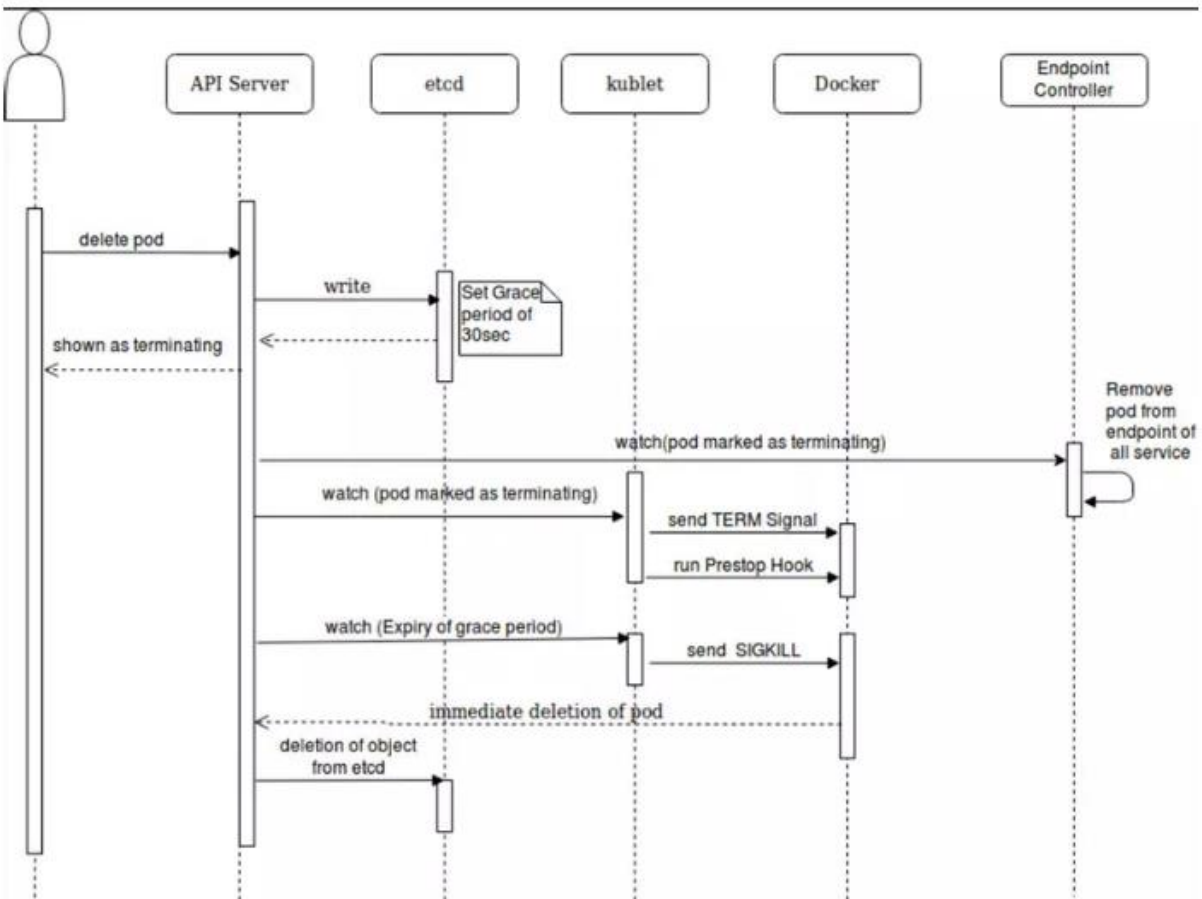 API Server
etcd
kublet
Docker
Endpoint
Controller
delete pod
write
Set Grace
period of
30sec
shown as terminating
Remove
pod from
endpoint of
all service
watch(pod marked as terminating)
watch (pod marked as terminating)
send TERM Signal
run Prestop Hook
watch (Expiry of grace period)
send SIGKILL
immediate deletion of pod
deletion of object
from etcd